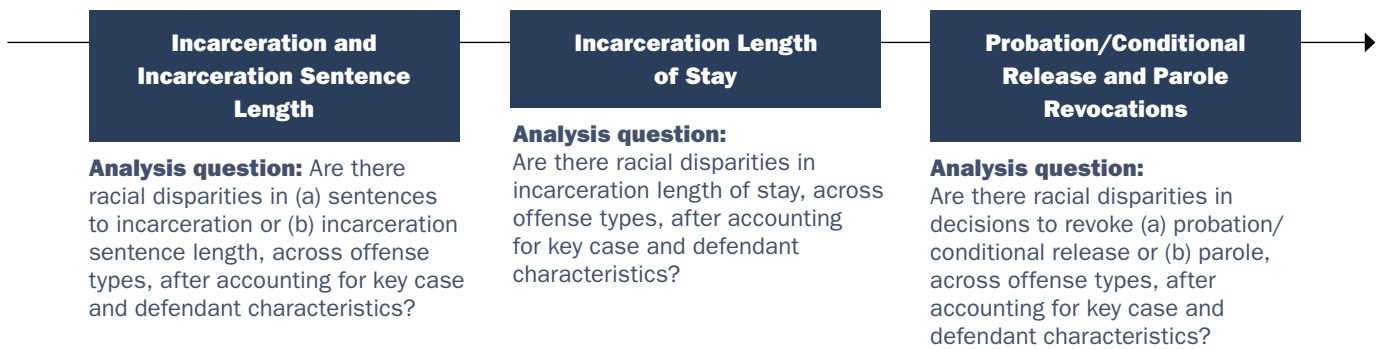 Incarceration and
Incarceration Sentence
Length
Analysis question: Are there
racial disparities in (a) sentences
to incarceration or (b) incarceration
sentence length, across offense
types, after accounting for key case
and defendant characteristics?
Incarceration Length
of Stay
Analysis question:
Are there racial disparities in
incarceration length of stay, across
offense types, after accounting
for key case and defendant
characteristics?
Probation/Conditional
Release and Parole
Revocations
Analysis question:
Are there racial disparities in
decisions to revoke (a) probation/
conditional release or (b) parole,
across offense types, after
accounting for key case and
defendant characteristics?